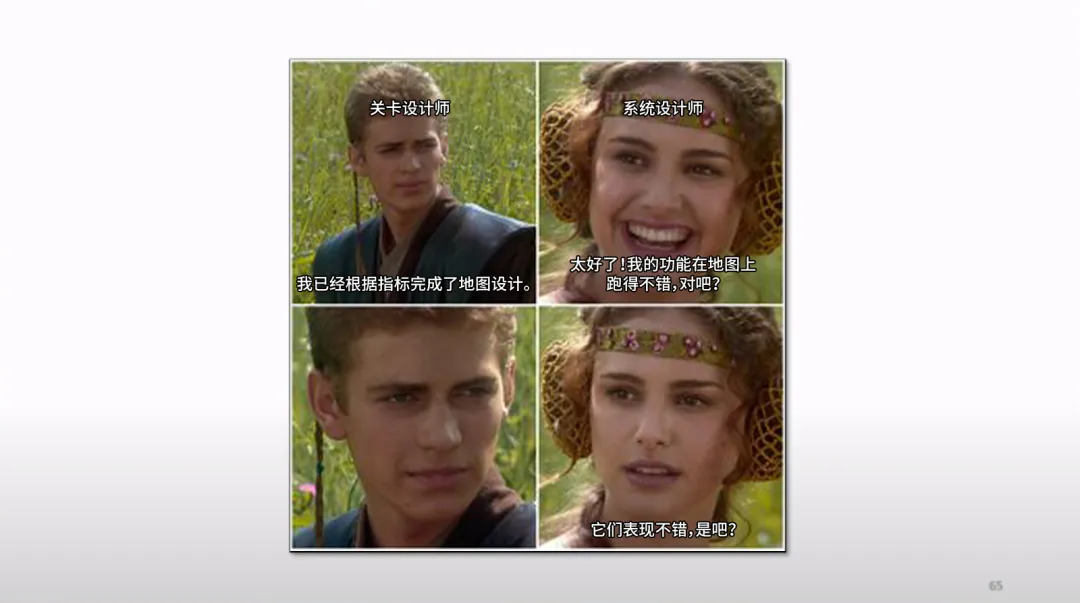 关卡设计师
系统设计师
我已经根据指标完成了地图设计。
太好了!我的功能在地图上
跑得不错,对吧?
它们表现不错,是吧?
65